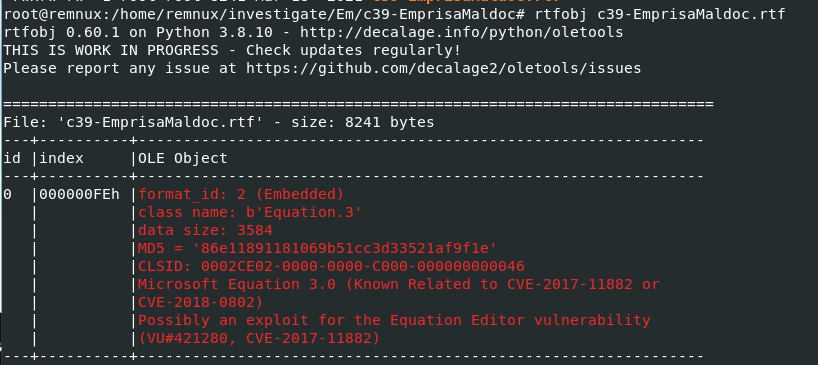 root@remnux:/home/remnux/investigate/Em/c39-EmprisaMaldoc# rtfobj c39-EmprisaMaldoc.rtf
rtfobj 0.60.1 on Python 3.8.10 - http://decalage.info/python/oletools
THIS IS WORK IN PROGRESS - Check updates regularly!
Please report any issue at https://github.com/decalage2/oletools/issues
===============================================================================
File: 'c39-EmprisaMaldoc.rtf' - size: 8241 bytes
---+----------+---------------------------------------------------------------
id |index     |OLE Object
---+----------+---------------------------------------------------------------
0  |000000FEh |format_id: 2 (Embedded)
   |          |class name: b'Equation.3'
   |          |data size: 3584
   |          |MD5 = '86e11891181069b51cc3d33521af9f1e'
   |          |CLSID: 0002CE02-0000-0000-C000-000000000046
   |          |Microsoft Equation 3.0 (Known Related to CVE-2017-11882 or
   |          |CVE-2018-0802)
   |          |Possibly an exploit for the Equation Editor vulnerability
   |          |(VU#421280, CVE-2017-11882)
---+----------+---------------------------------------------------------------